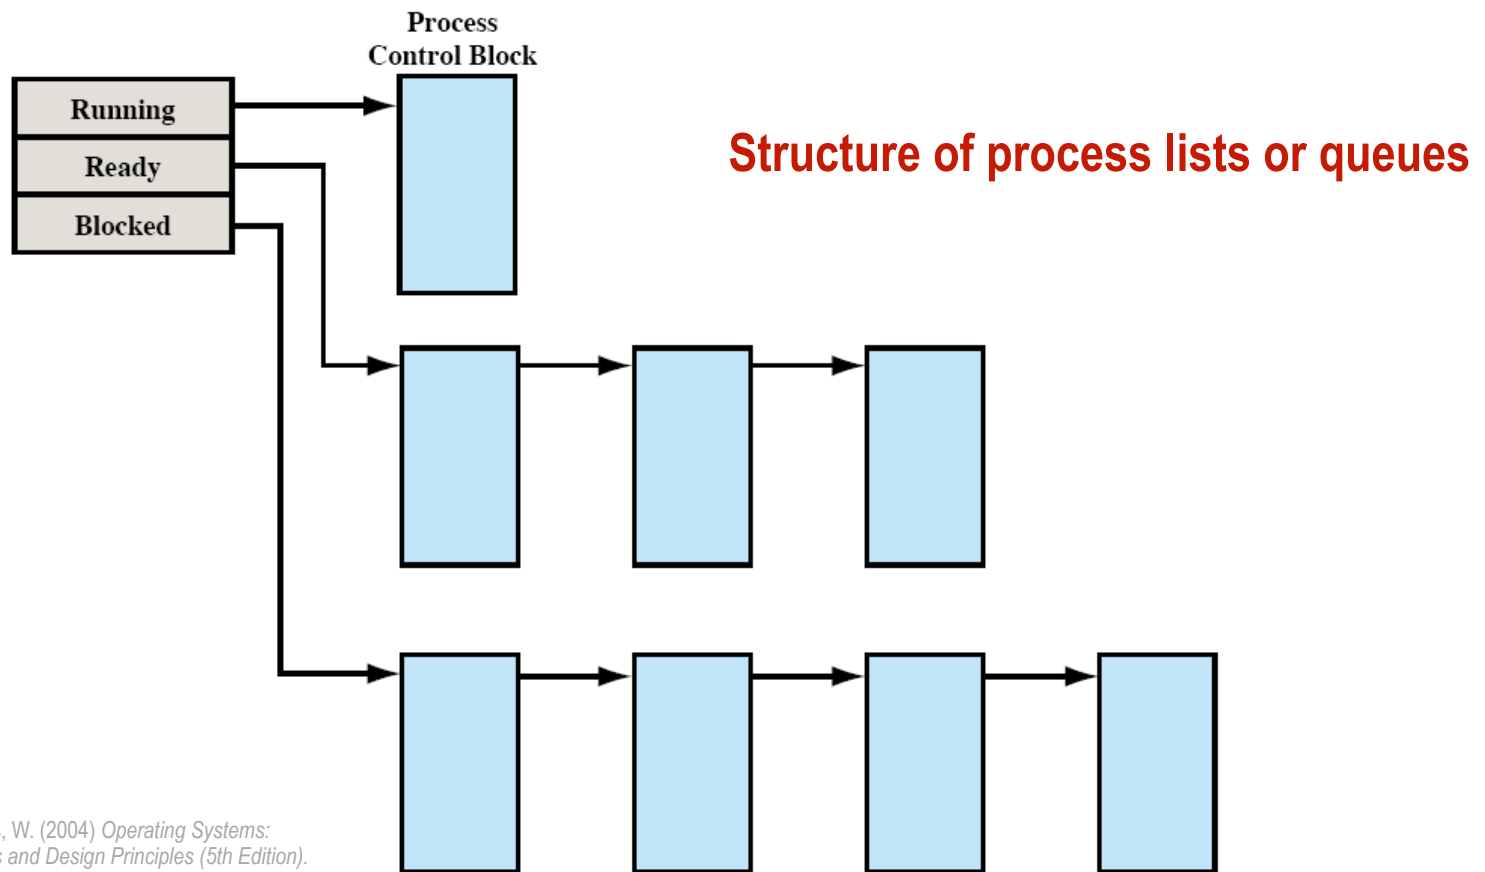 Process
Control Block
Running
Ready
Blocked
Structure of process lists or queues
, W. (2004) Operating Systems:
and Design Principles (5th Edition).